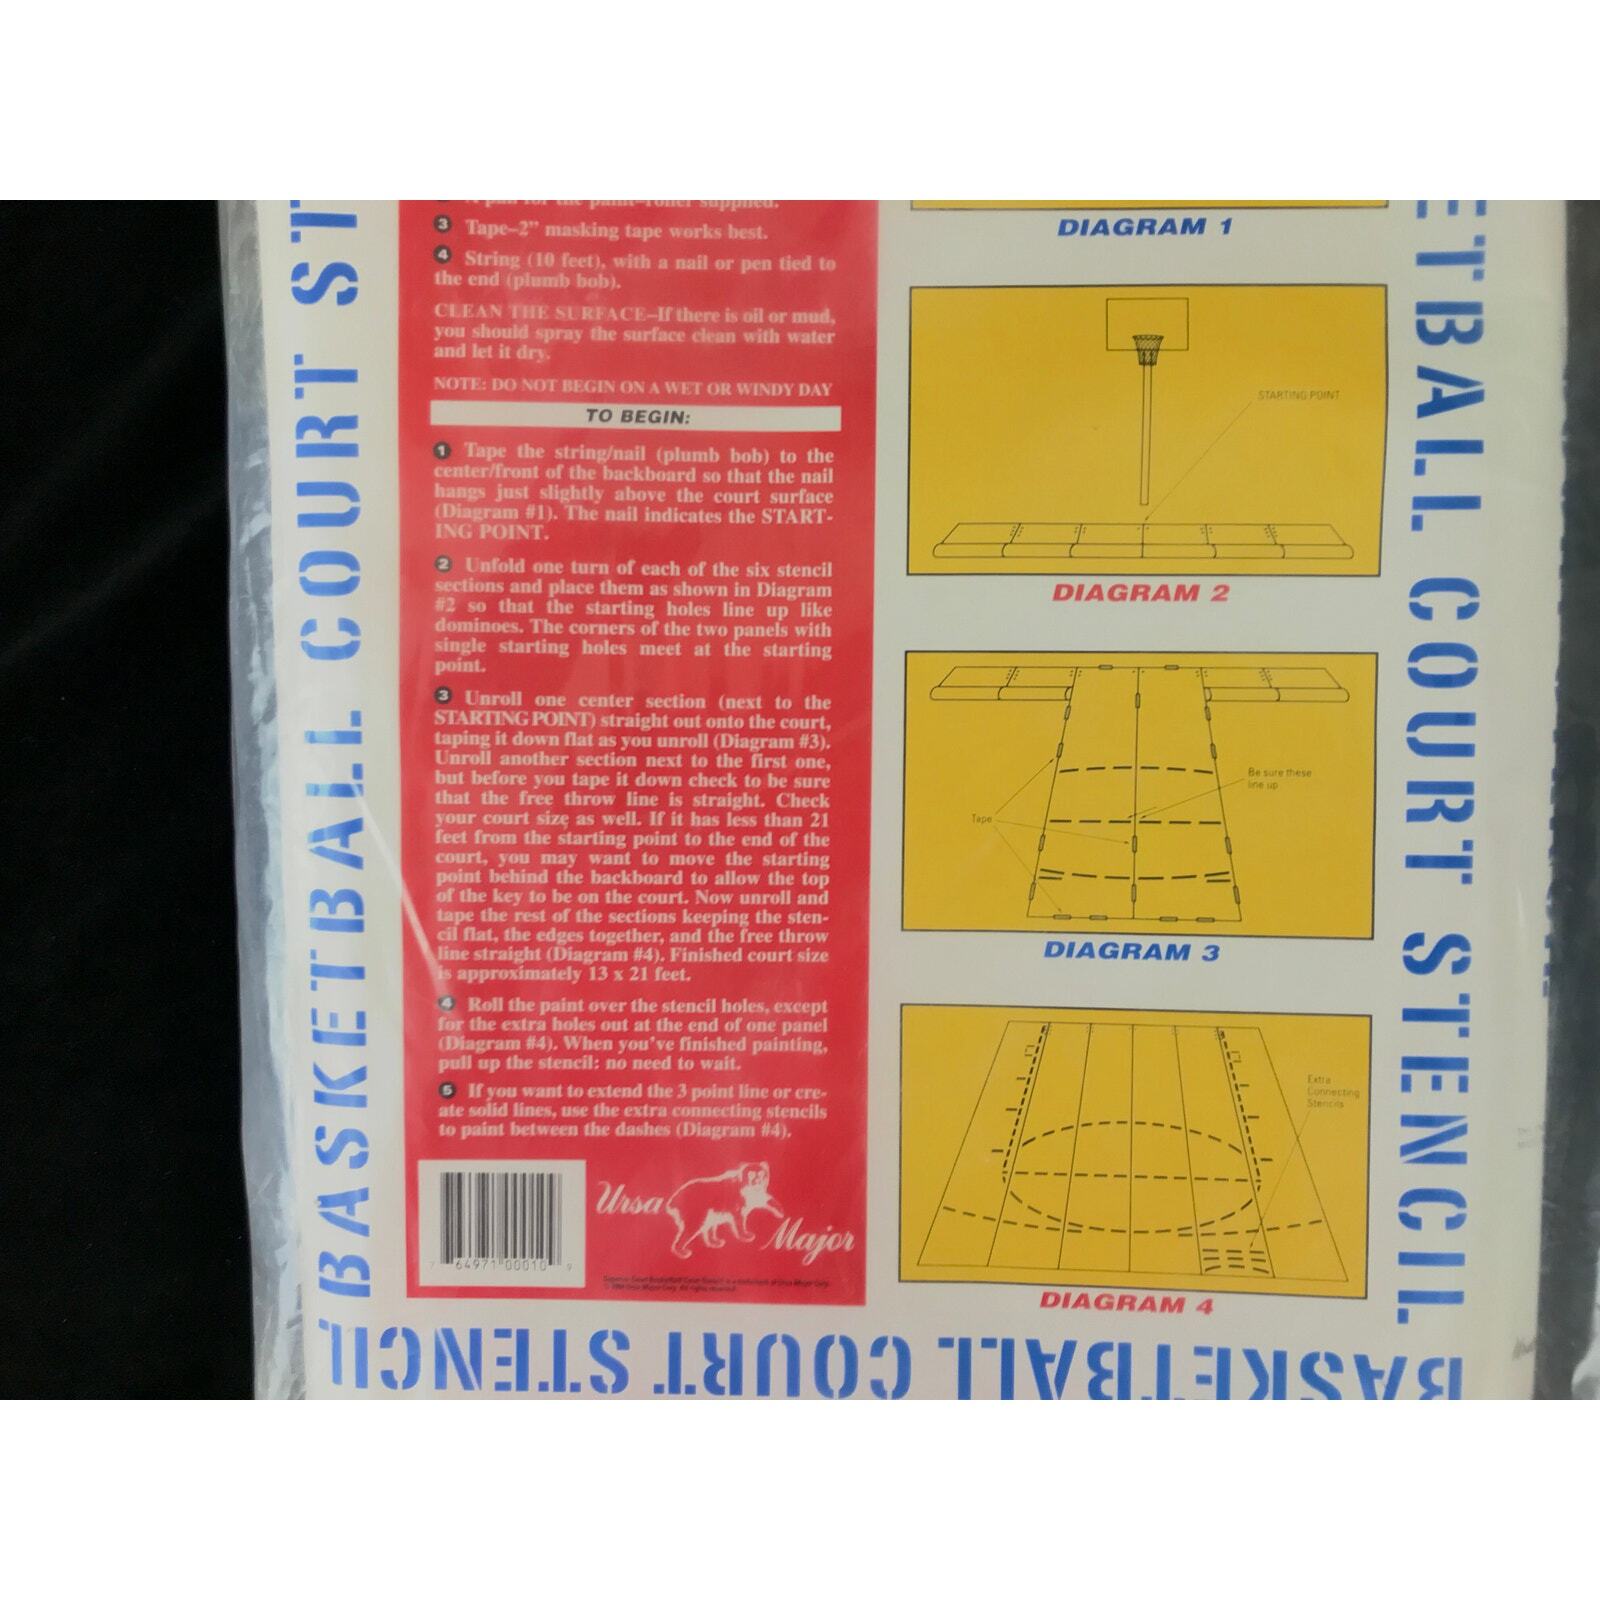 BASKETBALL COURT ST
A pan for the paint–roller supplied.
3 Tape–2” masking tape works best.
4 String (10 feet), with a nail or pen tied to
the end (plumb bob).
CLEAN THE SURFACE–If there is oil or mud,
you should spray the surface clean with water
and let it dry.
NOTE: DO NOT BEGIN ON A WET OR WINDY DAY
TO BEGIN:
1 Tape the string/nail (plumb bob) to the
center/front of the backboard so that the nail
hangs just slightly above the court surface
(Diagram #1). The nail indicates the START-
ING POINT.
2 Unfold one turn of each of the six stencil
sections and place them as shown in Diagram
#2 so that the starting holes line up like
dominoes. The corners of the two panels with
single starting holes meet at the starting
point.
3 Unroll one center section (next to the
STARTING POINT) straight out onto the court,
taping it down flat as you unroll (Diagram #3).
Unroll another section next to the first one,
but before you tape it down check to be sure
that the free throw line is straight. Check
your court size as well. If it has less than 21
feet from the starting point to the end of the
court, you may want to move the starting
point behind the backboard to allow the top
of the key to be on the court. Now unroll and
tape the rest of the sections keeping the sten-
cil flat, the edges together, and the free throw
line straight (Diagram #4). Finished court size
is approximately 13 x 21 feet.
4 Roll the paint over the stencil holes, except
for the extra holes out at the end of one panel
(Diagram #4). When you’ve finished painting,
pull up the stencil: no need to wait.
5 If you want to extend the 3 point line or cre-
ate solid lines, use the extra connecting stencils
to paint between the dashes (Diagram #4).
7 64971 00010 9
Ursa
Major
DIAGRAM 1
STARTING POINT
DIAGRAM 2
Be sure these
line up
Tape
DIAGRAM 3
Extra
Connecting
Stencils
DIAGRAM 4
ETBALL COURT STENCIL
BASKETBALL COURT STENCIL